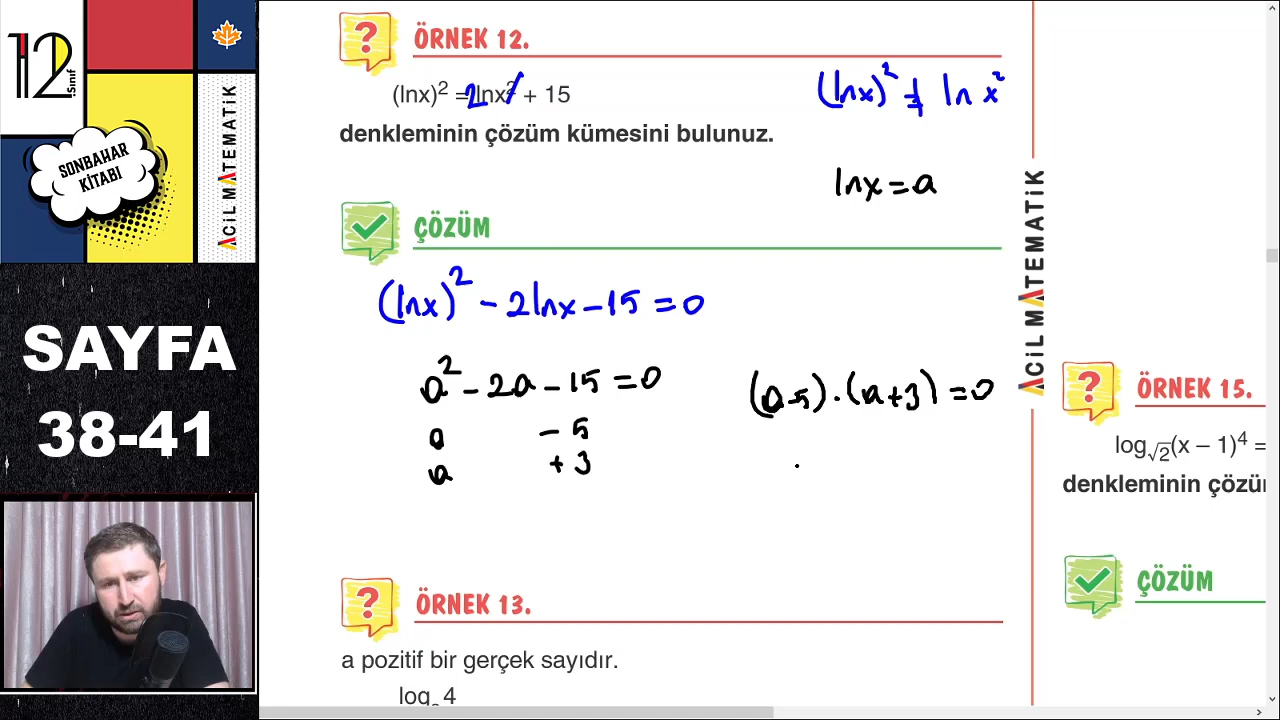 12 .Sınıf
SONBAHAR
KİTABI
ACİL MATEMATİK
SAYFA
38-41
ÖRNEK 12.
(lnx)² = lnx² + 15
2
(lnx)² ≠ ln x²
denkleminin çözüm kümesini bulunuz.
lnx = a
ÇÖZÜM
(lnx)² - 2lnx - 15 = 0
a² - 2a - 15 = 0
a - 5
a + 3
(a-5).(a+3) = 0
ÖRNEK 13.
a pozitif bir gerçek sayıdır.
ACİL MATEMATİK
ÖRNEK 15.
log√2(x – 1)⁴ =
denkleminin çözü
ÇÖZÜM